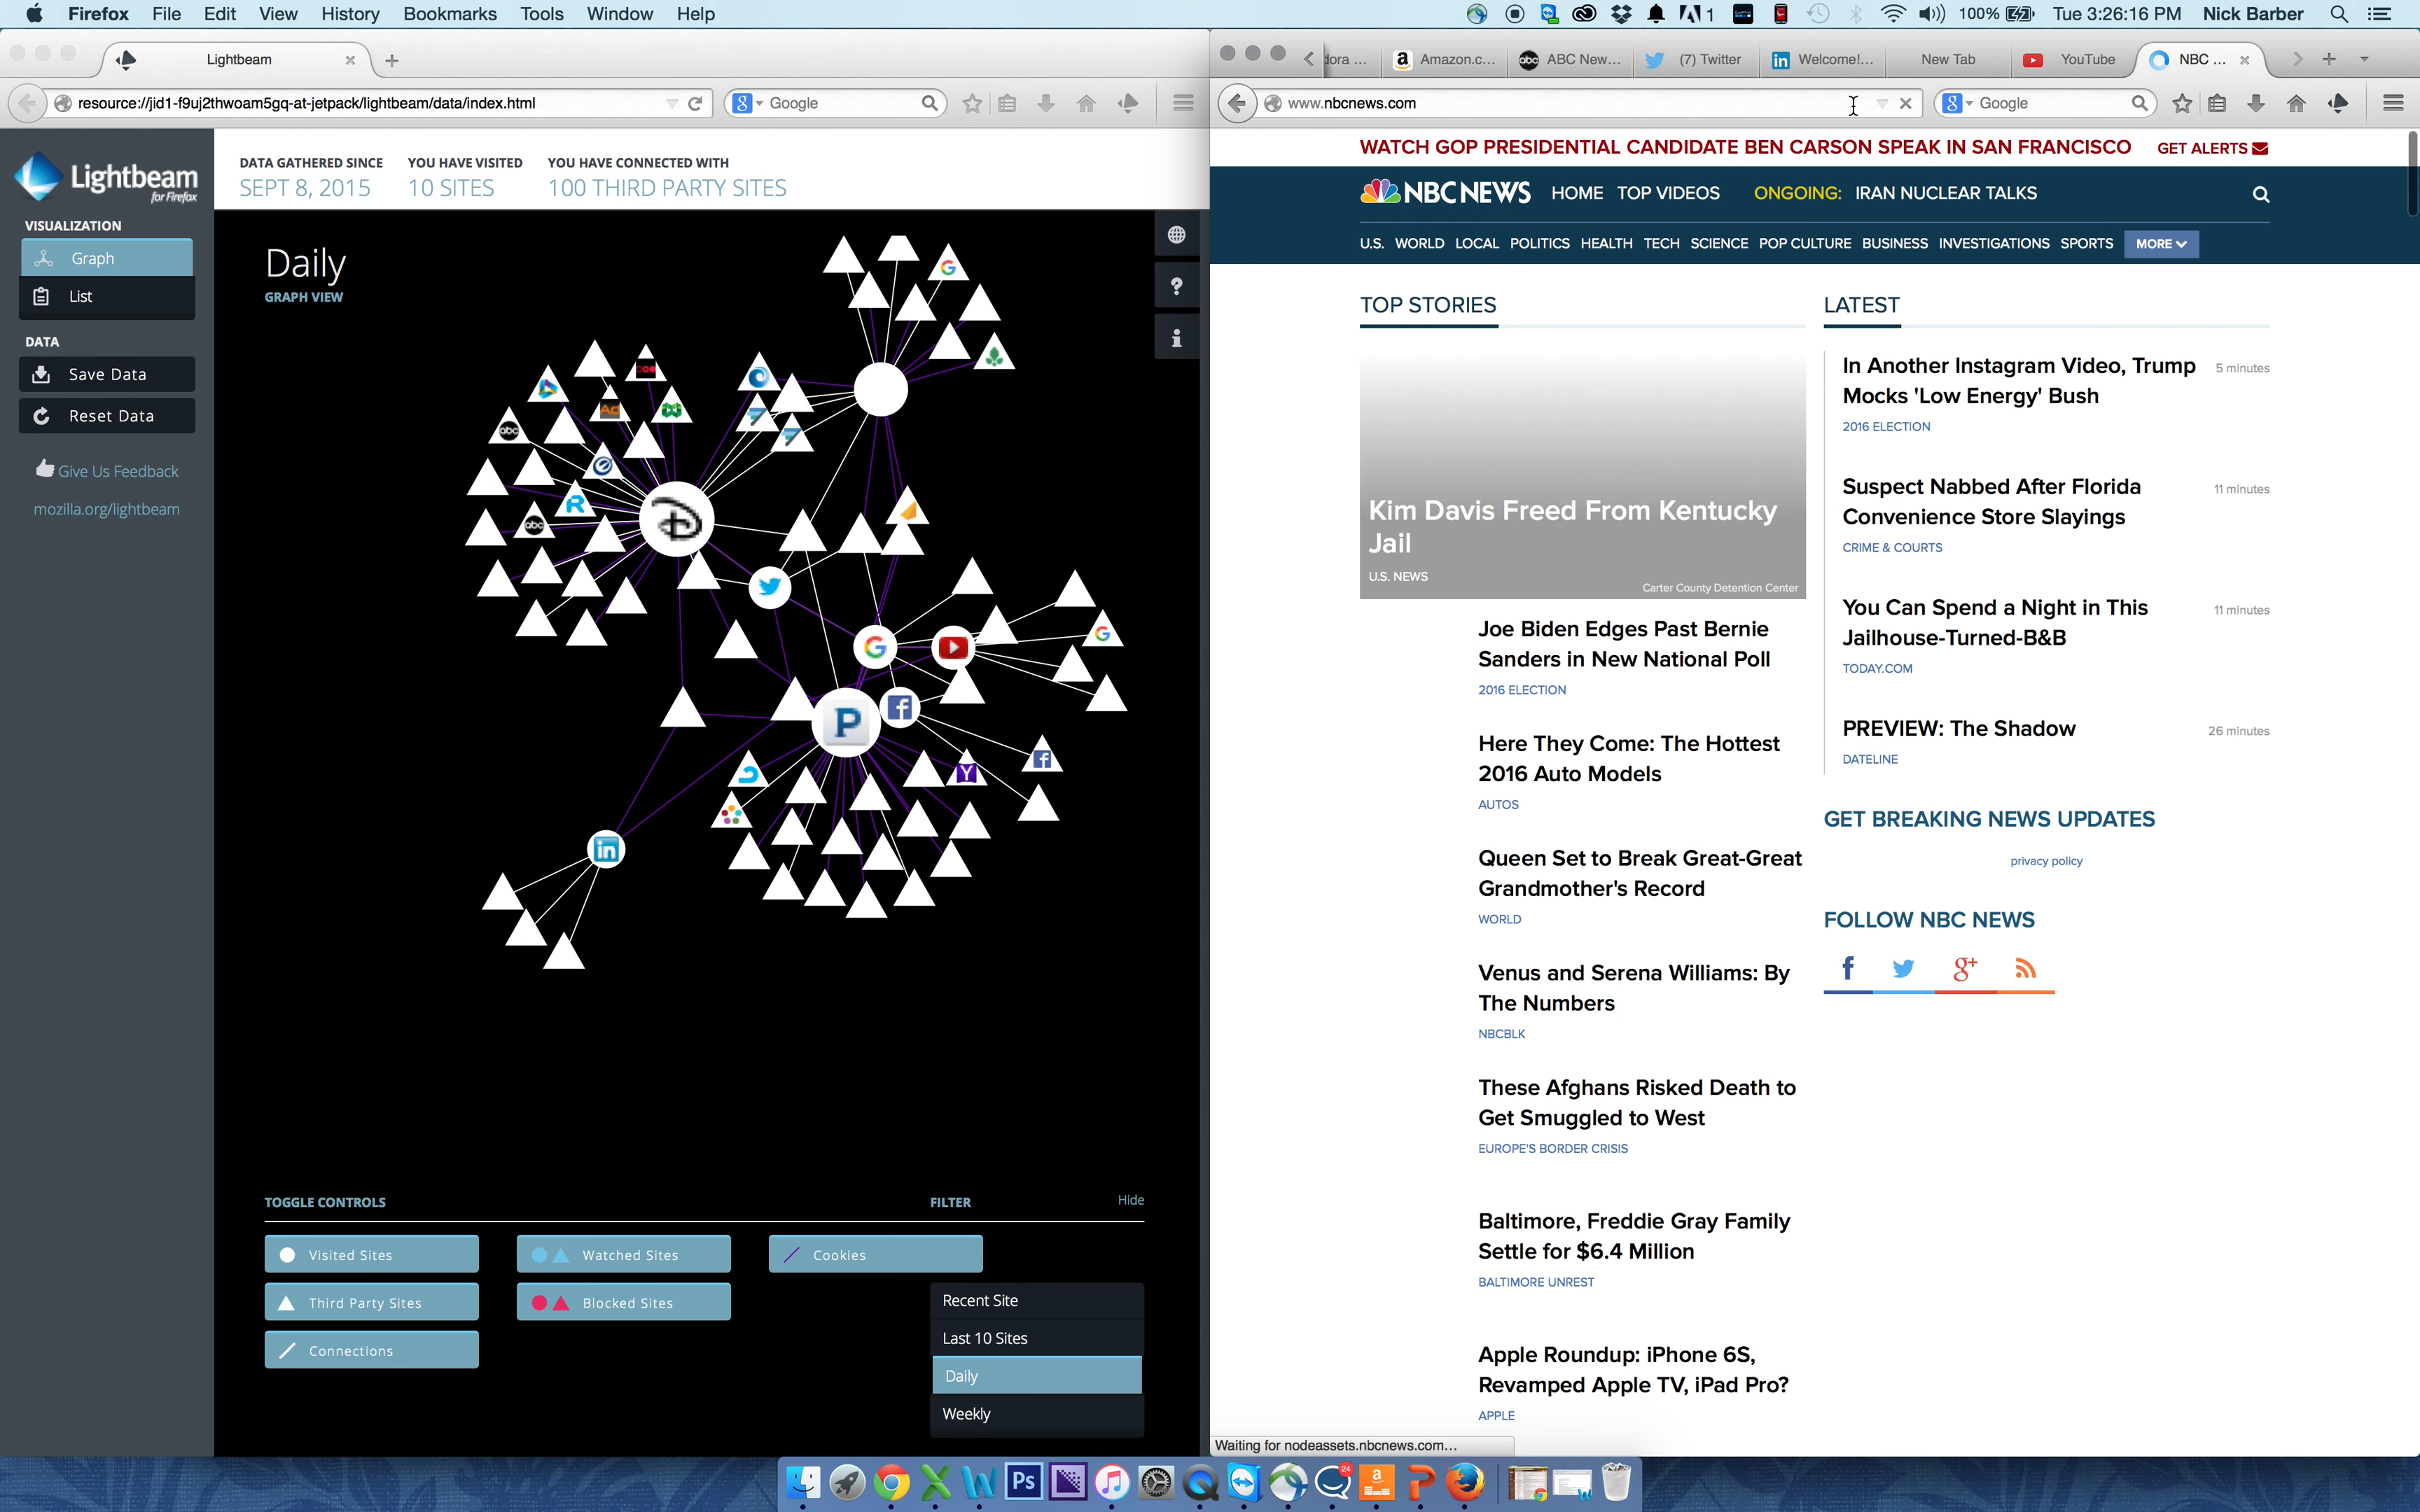 Firefox File Edit View History Bookmarks Tools Window Help
1 100% Tue 3:26:16 PM Nick Barber
Lightbeam
resource://jid1-f9uj2thwoam5gq-at-jetpack/lightbeam/data/index.html
Google
dora ... Amazon.c... ABC New... (7) Twitter Welcome!... New Tab YouTube NBC ...
www.nbcnews.com
Google
Lightbeam
for Firefox
VISUALIZATION
Graph
List
DATA
Save Data
Reset Data
Give Us Feedback
mozilla.org/lightbeam
DATA GATHERED SINCE
SEPT 8, 2015
YOU HAVE VISITED
10 SITES
YOU HAVE CONNECTED WITH
100 THIRD PARTY SITES
Daily
GRAPH VIEW
abc
Ad
R
abc
P
in
TOGGLE CONTROLS
FILTER
Hide
Visited Sites
Watched Sites
Cookies
Third Party Sites
Blocked Sites
Connections
Recent Site
Last 10 Sites
Daily
Weekly
WATCH GOP PRESIDENTIAL CANDIDATE BEN CARSON SPEAK IN SAN FRANCISCO
GET ALERTS
NBC NEWS HOME TOP VIDEOS ONGOING: IRAN NUCLEAR TALKS
U.S. WORLD LOCAL POLITICS HEALTH TECH SCIENCE POP CULTURE BUSINESS INVESTIGATIONS SPORTS MORE
TOP STORIES
Kim Davis Freed From Kentucky
Jail
U.S. NEWS
Carter County Detention Center
Joe Biden Edges Past Bernie
Sanders in New National Poll
2016 ELECTION
Here They Come: The Hottest
2016 Auto Models
AUTOS
Queen Set to Break Great-Great
Grandmother's Record
WORLD
Venus and Serena Williams: By
The Numbers
NBCBLK
These Afghans Risked Death to
Get Smuggled to West
EUROPE'S BORDER CRISIS
Baltimore, Freddie Gray Family
Settle for $6.4 Million
BALTIMORE UNREST
Apple Roundup: iPhone 6S,
Revamped Apple TV, iPad Pro?
APPLE
LATEST
In Another Instagram Video, Trump
Mocks 'Low Energy' Bush
5 minutes
2016 ELECTION
Suspect Nabbed After Florida
Convenience Store Slayings
11 minutes
CRIME & COURTS
You Can Spend a Night in This
Jailhouse-Turned-B&B
11 minutes
TODAY.COM
PREVIEW: The Shadow
26 minutes
DATELINE
GET BREAKING NEWS UPDATES
privacy policy
FOLLOW NBC NEWS
Waiting for nodeassets.nbcnews.com...
Ps
24